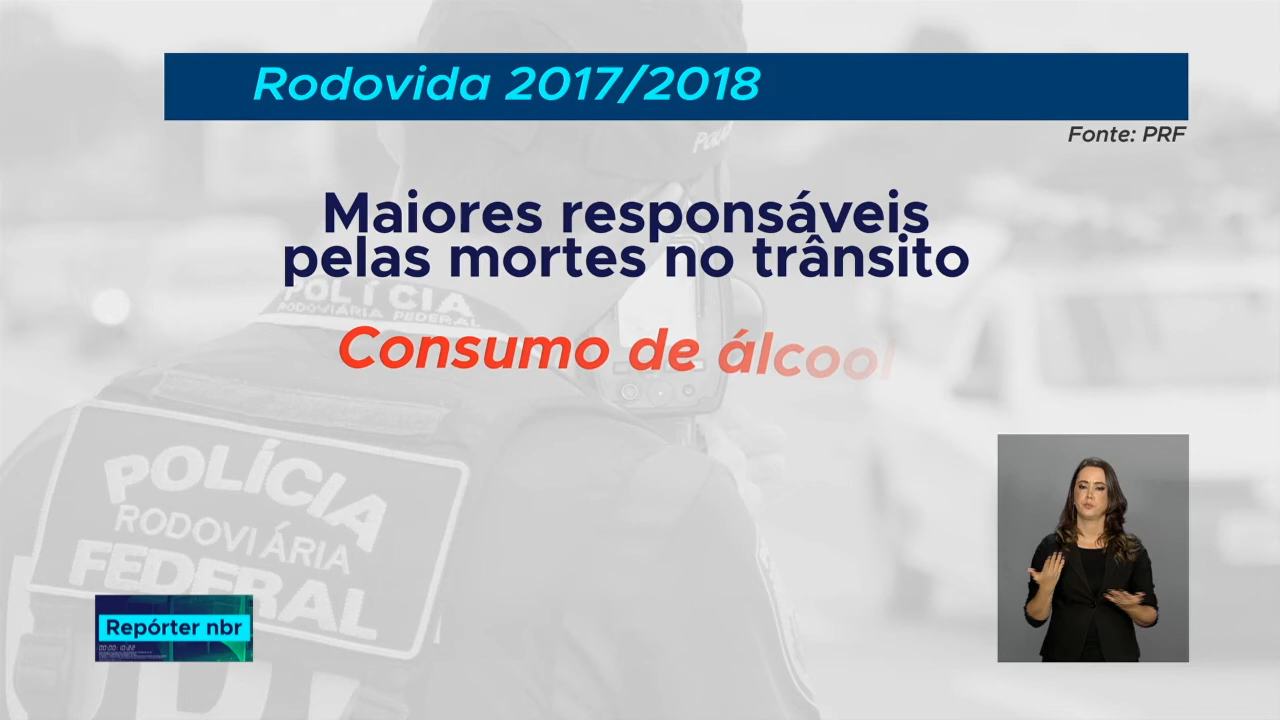 Rodovida 2017/2018
Fonte: PRF
Maiores responsáveis
pelas mortes no trânsito
Consumo de álcool
POLÍCIA
RODOVIÁRIA FEDERAL
POLÍCIA
RODOVIÁRIA
FEDERAL
Repórter nbr